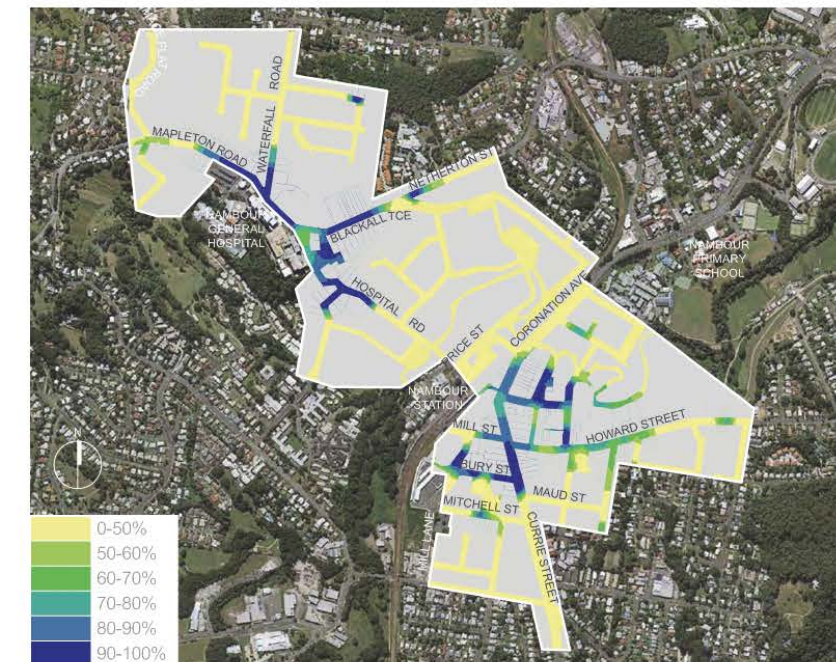 FLAT ROAD
WATERFALL ROAD
MAPLETON ROAD
NETHERTON ST
BLACKALL TCE
NAMBOUR
GENERAL
HOSPITAL
NAMBOUR
PRIMARY
SCHOOL
HOSPITAL RD
CORONATION AVE
PRICE ST
NAMBOUR
STATION
MILL ST
HOWARD STREET
BURY ST
MAUD ST
MITCHELL ST
CURRIE STREET
LANE
N
0-50%
50-60%
60-70%
70-80%
80-90%
90-100%